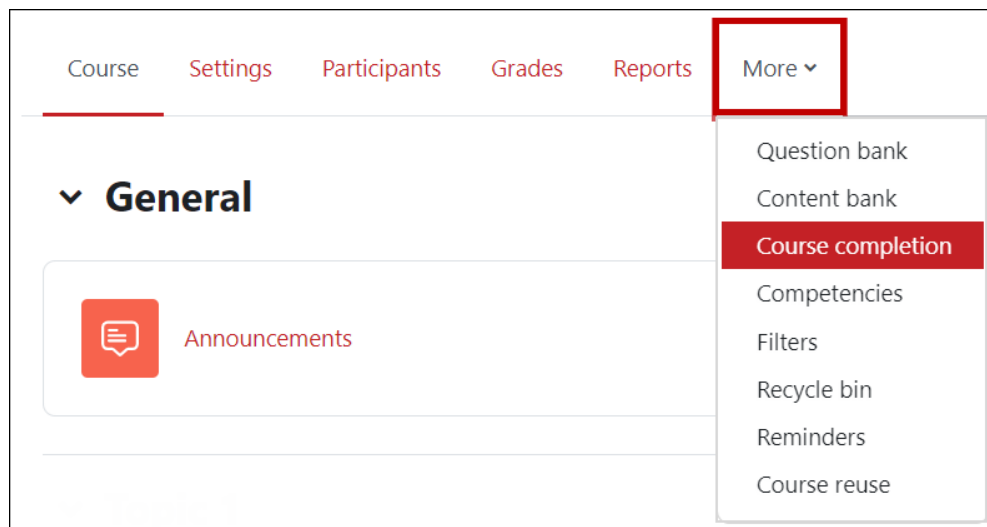 Course Settings Participants Grades Reports More
Question bank
General
Content bank
Course completion
Competencies
Announcements
Filters
Recycle bin
Reminders
Course reuse